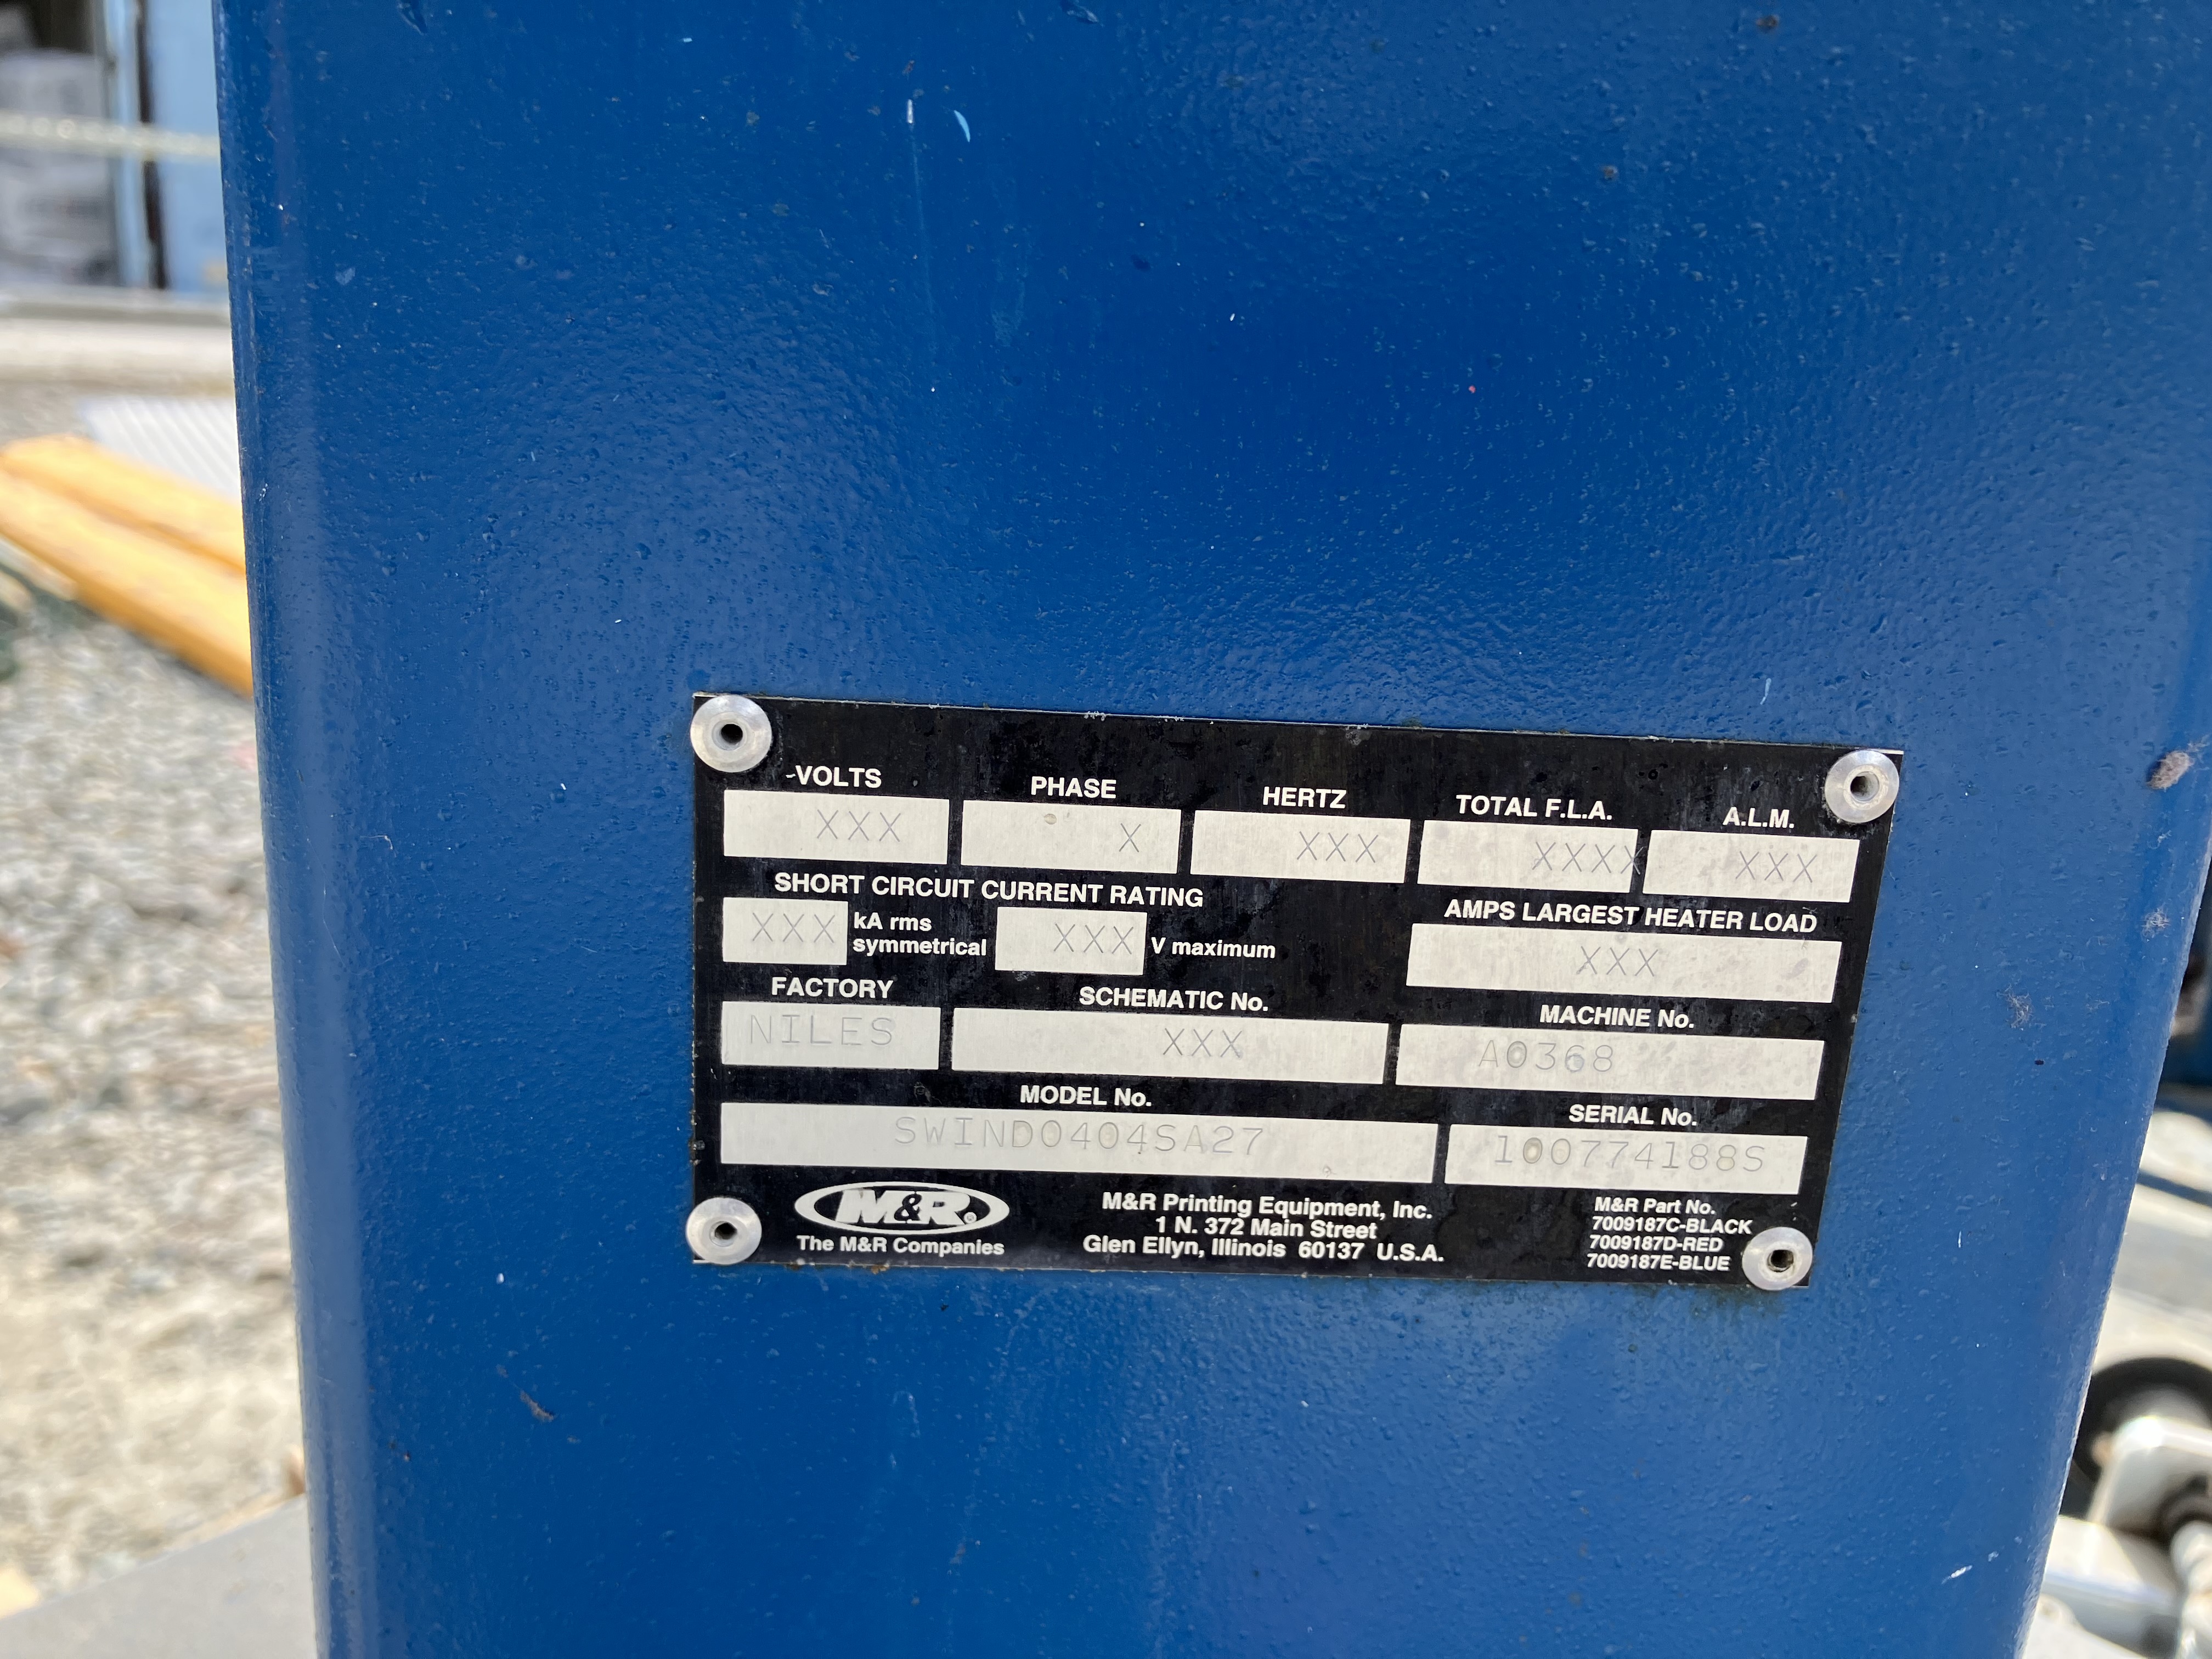 VOLTS PHASE HERTZ TOTAL F.L.A. A.L.M.
XXX X XXX XXXX XXX
SHORT CIRCUIT CURRENT RATING AMPS LARGEST HEATER LOAD
XXX kA rms symmetrical XXX V maximum XXX
FACTORY SCHEMATIC No. MACHINE No.
NILES XXX A0368
MODEL No. SERIAL No.
SWIND0404SA27 100774188S
M&R®
The M&R Companies
M&R Printing Equipment, Inc.
1 N. 372 Main Street
Glen Ellyn, Illinois 60137 U.S.A.
M&R Part No.
7009187C-BLACK
7009187D-RED
7009187E-BLUE